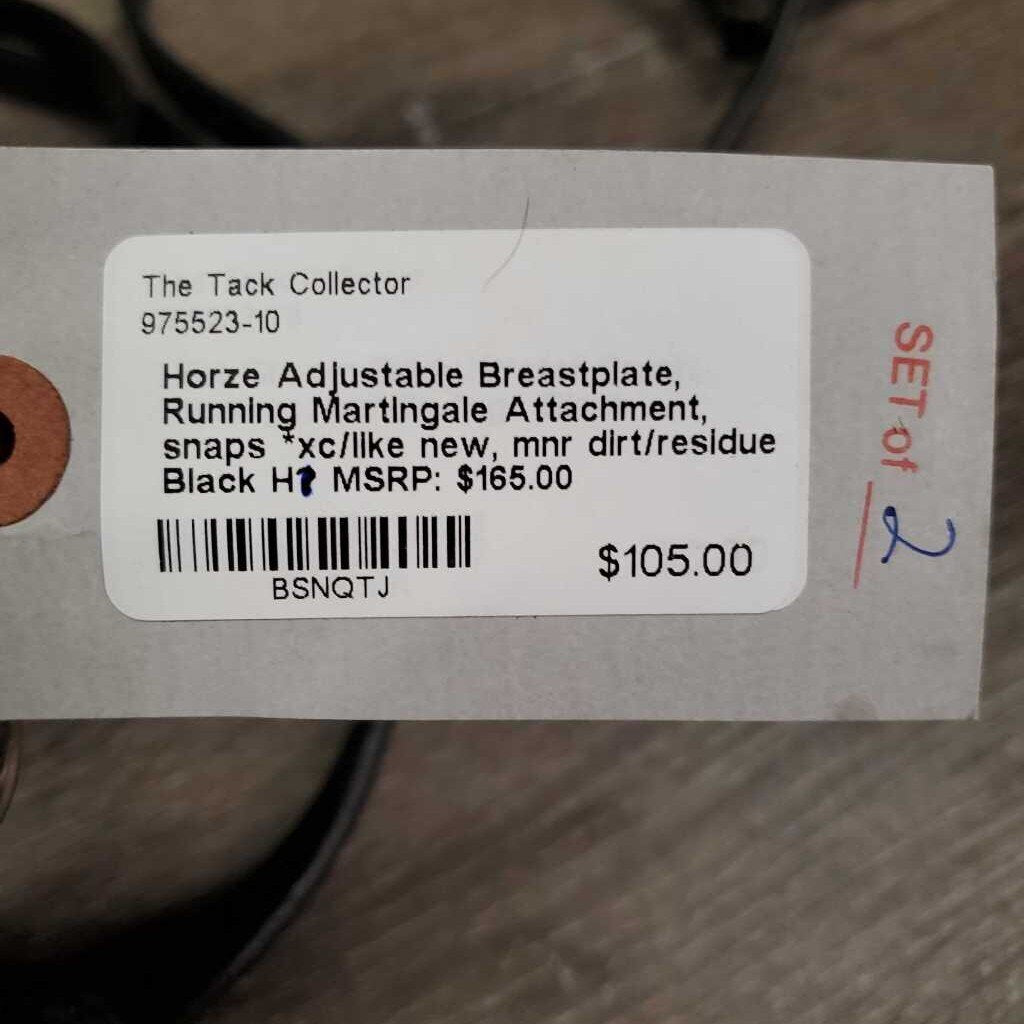 The Tack Collector
975523-10
Horze Adjustable Breastplate,
Running Martingale Attachment,
snaps *xc/like new, mnr dirt/residue
Black H? MSRP: $165.00
BSNQTJ
$105.00
SET of 2